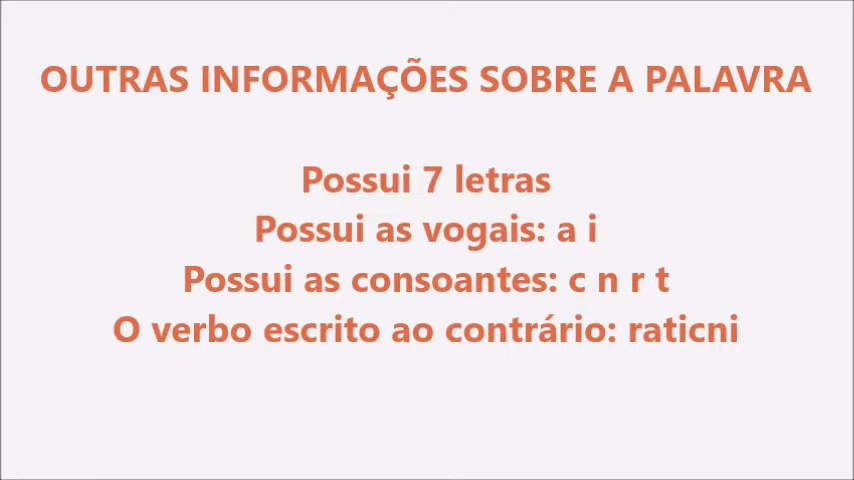 OUTRAS INFORMAÇÕES SOBRE A PALAVRA
Possui 7 letras
Possui as vogais: a i
Possui as consoantes: c n r t
O verbo escrito ao contrário: raticni